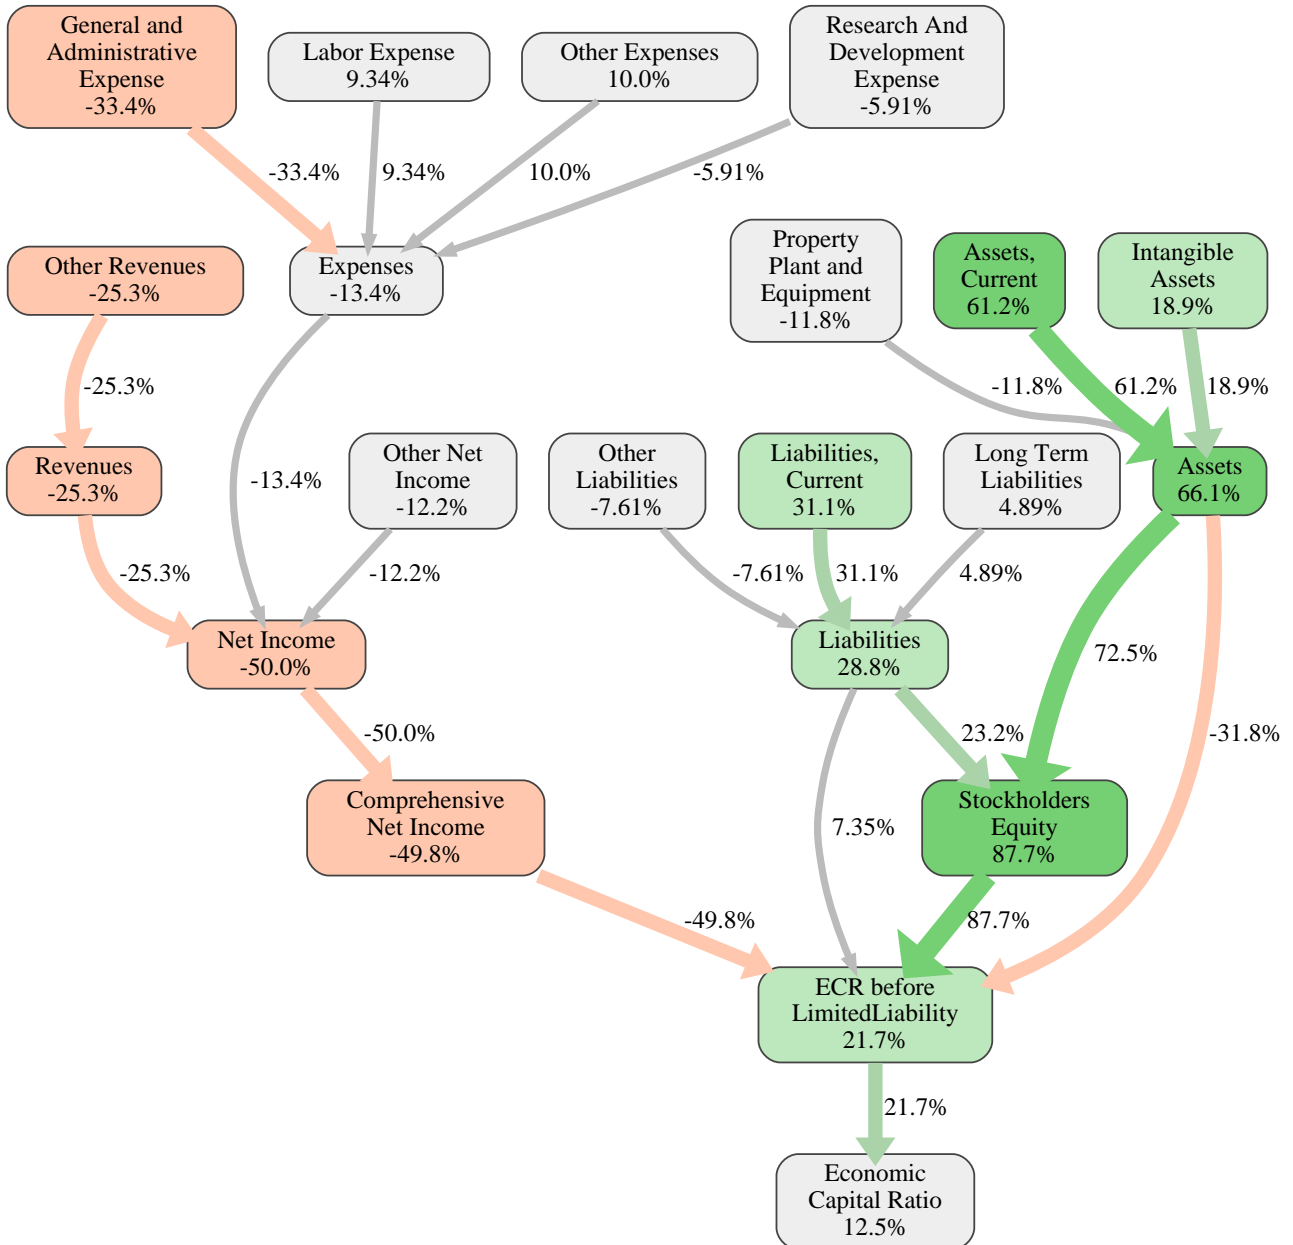 General and
Administrative
Expense
-33.4%
Labor Expense
9.34%
Other Expenses
10.0%
Research And
Development
Expense
-5.91%
-33.4%
9.34%
10.0%
-5.91%
Other Revenues
-25.3%
Expenses
-13.4%
Property
Plant and
Equipment
-11.8%
Assets,
Current
61.2%
Intangible
Assets
18.9%
-25.3%
-11.8%
61.2%
18.9%
Revenues
-25.3%
-13.4%
Other Net
Income
-12.2%
Other
Liabilities
-7.61%
Liabilities,
Current
31.1%
Long Term
Liabilities
4.89%
Assets
66.1%
-25.3%
-12.2%
-7.61%
31.1%
4.89%
Net Income
-50.0%
Liabilities
28.8%
72.5%
-50.0%
23.2%
-31.8%
Comprehensive
Net Income
-49.8%
7.35%
Stockholders
Equity
87.7%
-49.8%
87.7%
ECR before
LimitedLiability
21.7%
21.7%
Economic
Capital Ratio
12.5%